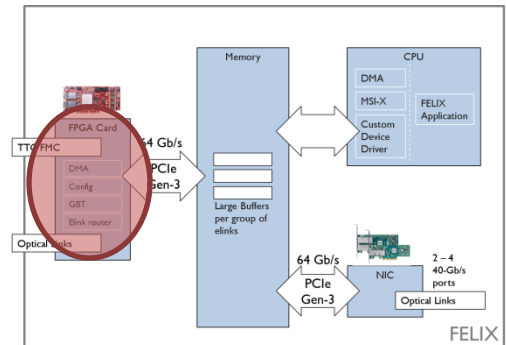 Memory
CPU
DMA
MSI-X
Custom
Device
Driver
FELIX
Application
FPGA Card
TTC FMC
64 Gb/s
DMA
Config
GBT
Elink router
PCIe
Gen-3
Optical Links
Large Buffers
per group of
elinks
64 Gb/s
PCIe
Gen-3
NIC
2 – 4
40-Gb/s
ports
Optical Links
FELIX